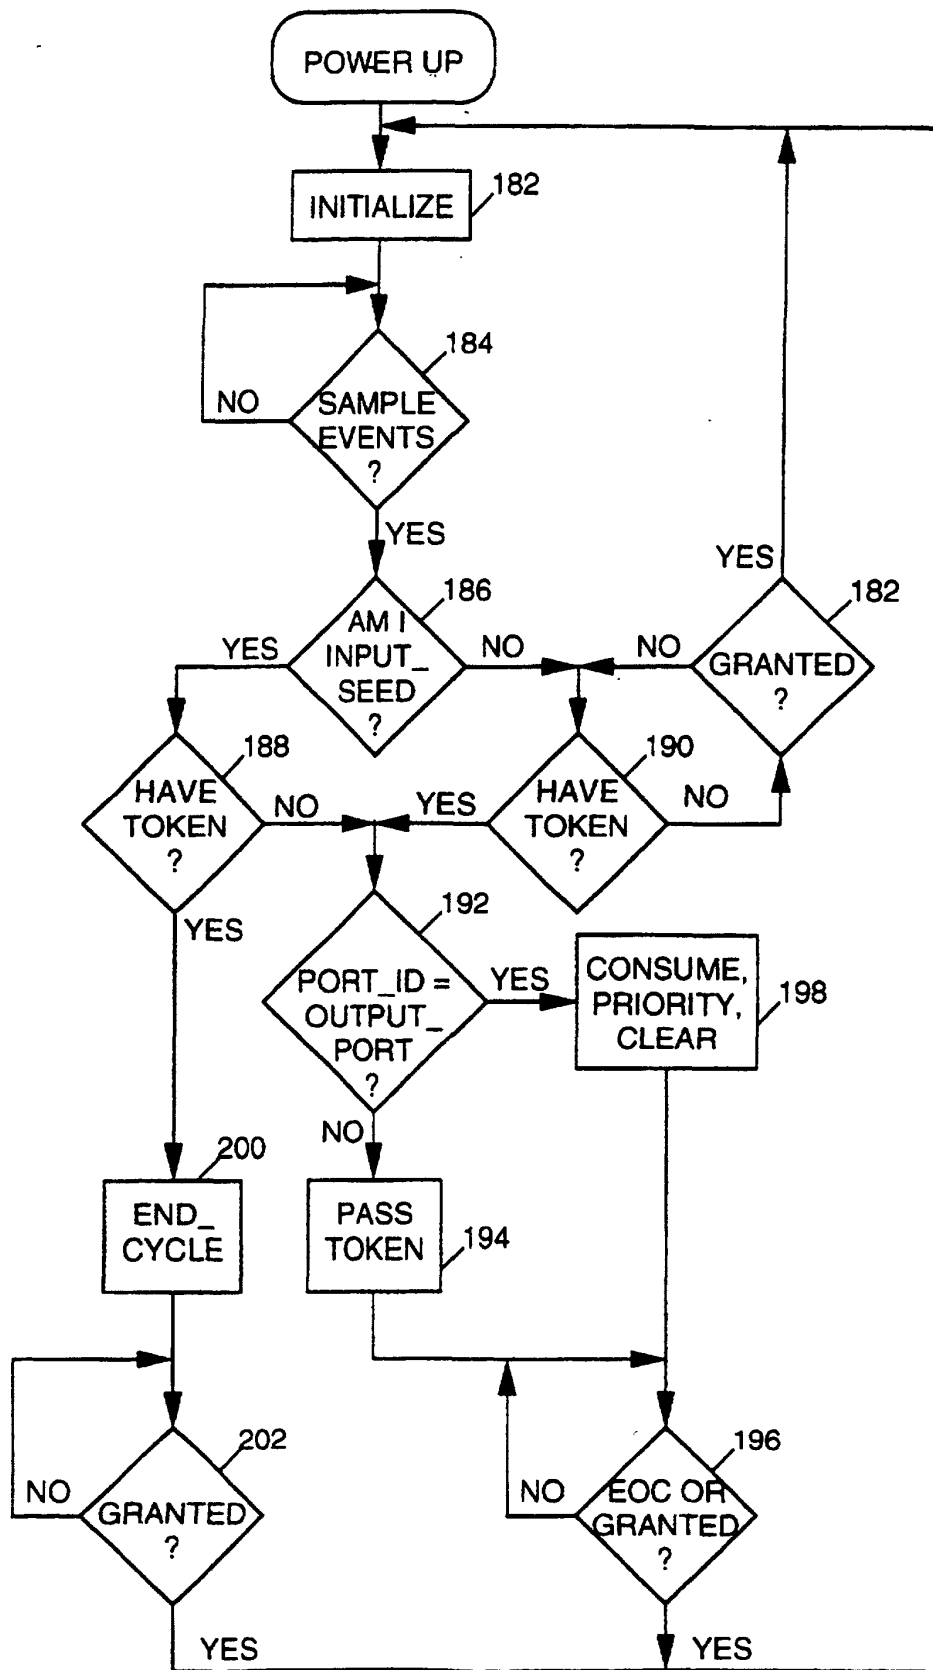 POWER UP
INITIALIZE
182
184
SAMPLE
EVENTS
?
NO
YES
186
AM I
INPUT_
SEED
?
YES
NO
182
GRANTED
?
YES
NO
188
HAVE
TOKEN
?
NO
YES
190
HAVE
TOKEN
?
YES
NO
192
PORT_ID =
OUTPUT_
PORT
?
YES
NO
CONSUME,
PRIORITY,
CLEAR
198
200
END_
CYCLE
PASS
TOKEN
194
202
GRANTED
?
NO
YES
196
EOC OR
GRANTED
?
NO
YES